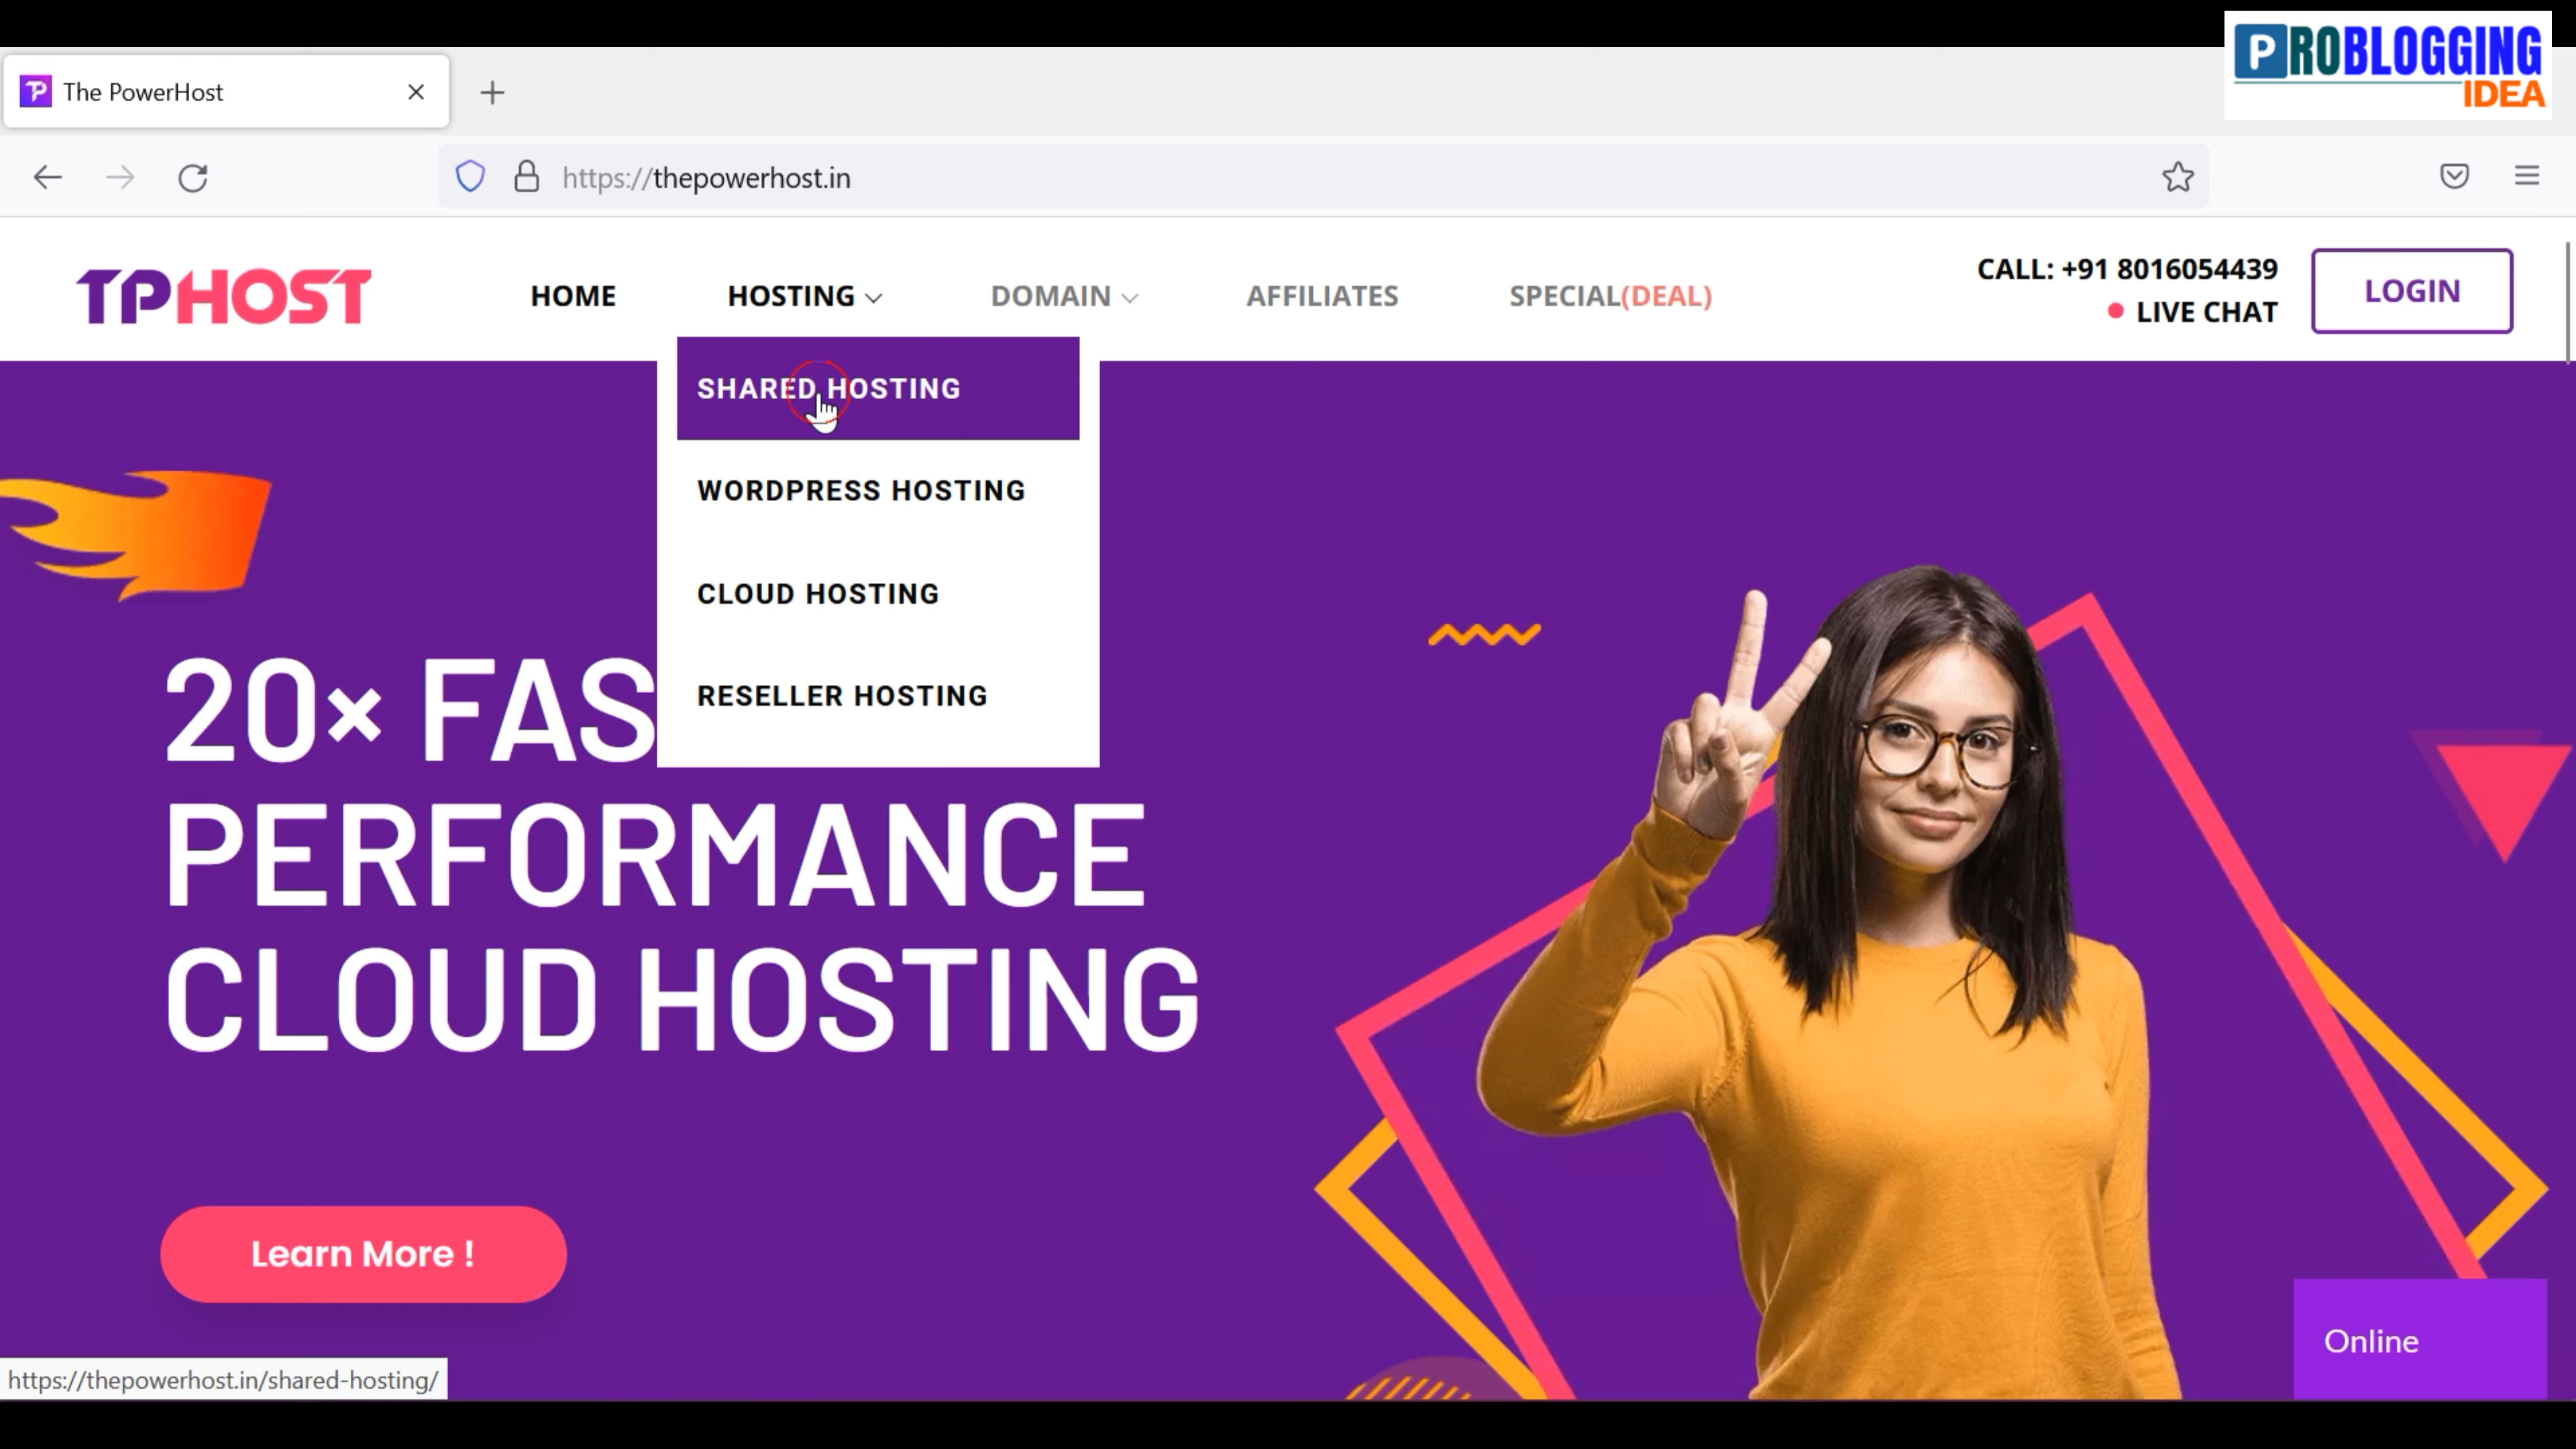 PROBLOGGING
IDEA
The PowerHost
https://thepowerhost.in
TPHOST
HOME
HOSTING
DOMAIN
AFFILIATES
SPECIAL(DEAL)
CALL: +91 8016054439
LIVE CHAT
LOGIN
SHARED HOSTING
WORDPRESS HOSTING
CLOUD HOSTING
RESELLER HOSTING
20× FAS
PERFORMANCE
CLOUD HOSTING
Learn More !
Online
https://thepowerhost.in/shared-hosting/